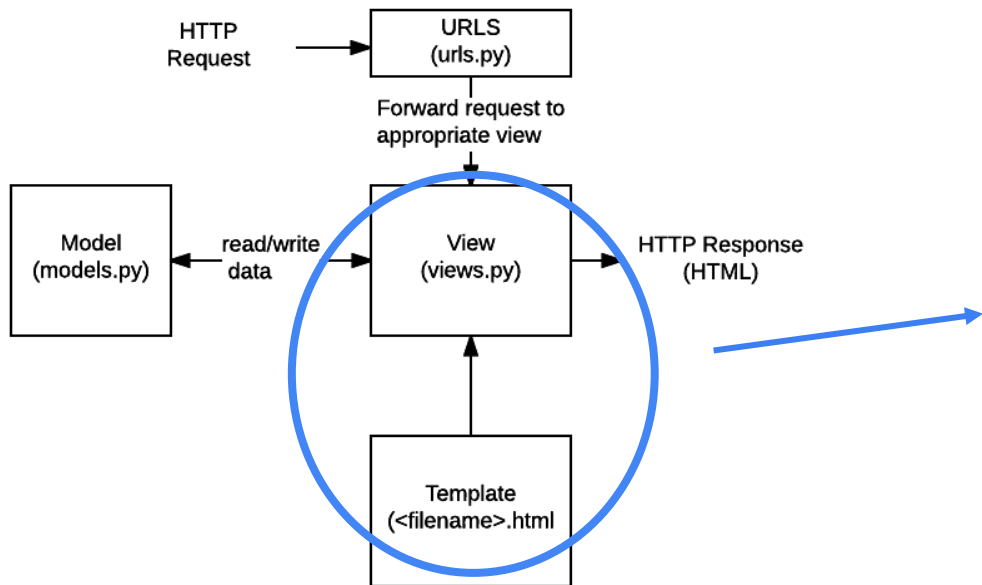 HTTP
Request
URLS
(urls.py)
Forward request to
appropriate view
Model
(models.py)
read/write
data
View
(views.py)
HTTP Response
(HTML)
Template
(<filename>.html